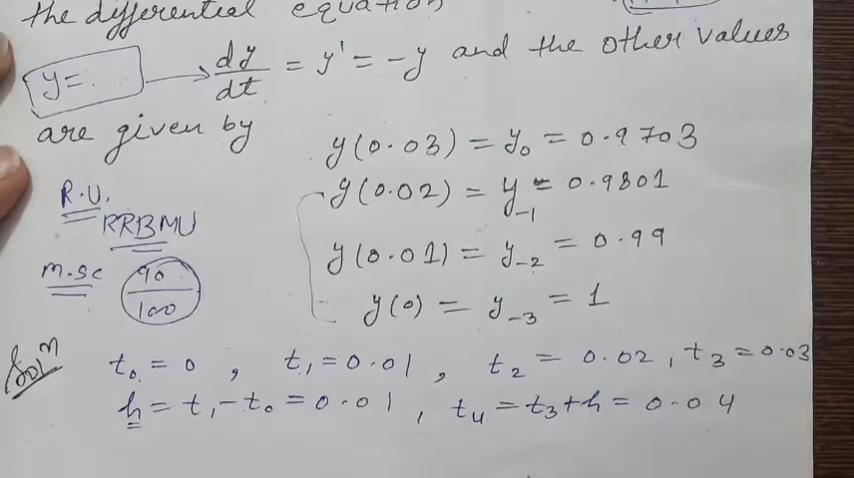 the differential equation
y = . → dy/dt = y' = -y and the other values
are given by
y(0.03) = y₀ = 0.9703
y(0.02) = y₋₁ = 0.9801
y(0.01) = y₋₂ = 0.99
y(0) = y₋₃ = 1
R.U.
RRBMU
M.Sc 90/100
Solⁿ t₀ = 0 , t₁ = 0.01 , t₂ = 0.02 , t₃ = 0.03
h = t₁ - t₀ = 0.01 , t₄ = t₃ + h = 0.04